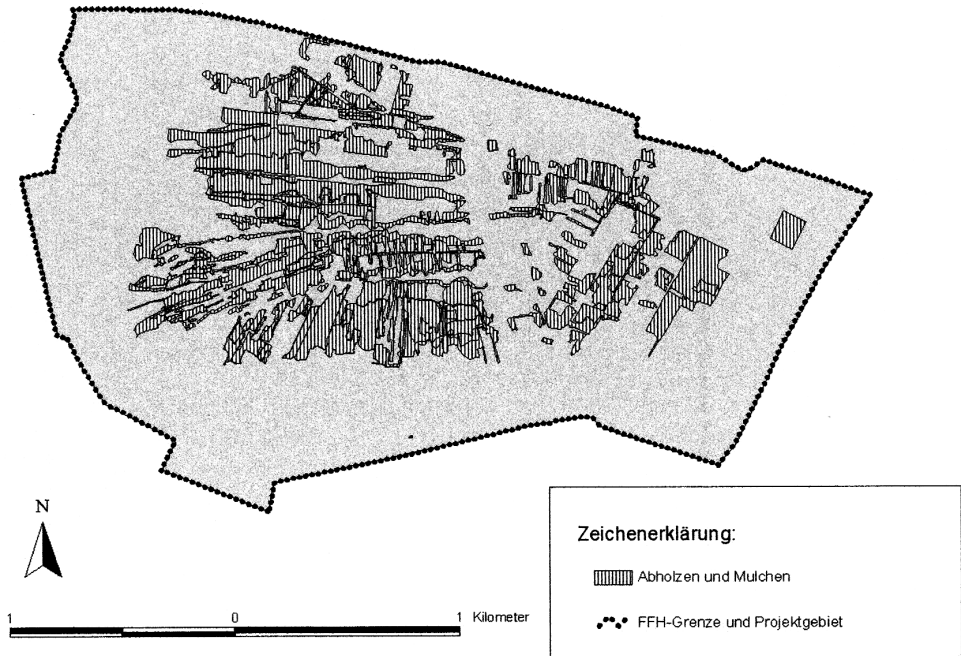 N
1 0 1 Kilometer
Zeichenerklärung:
Abholzen und Mulchen
FFH-Grenze und Projektgebiet